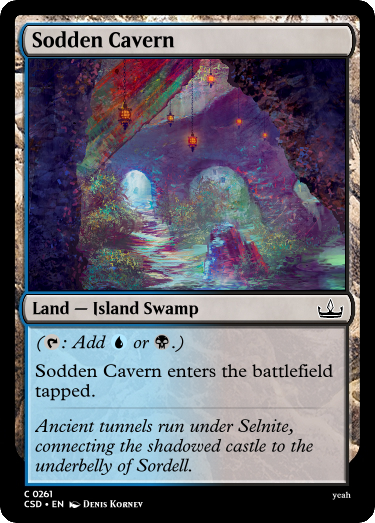 Sodden Cavern
Land — Island Swamp
(: Add or .)
Sodden Cavern enters the battlefield
tapped.
Ancient tunnels run under Selnite,
connecting the shadowed castle to the
underbelly of Sordell.
C 0261
CSD • EN Denis Kornev
yeah